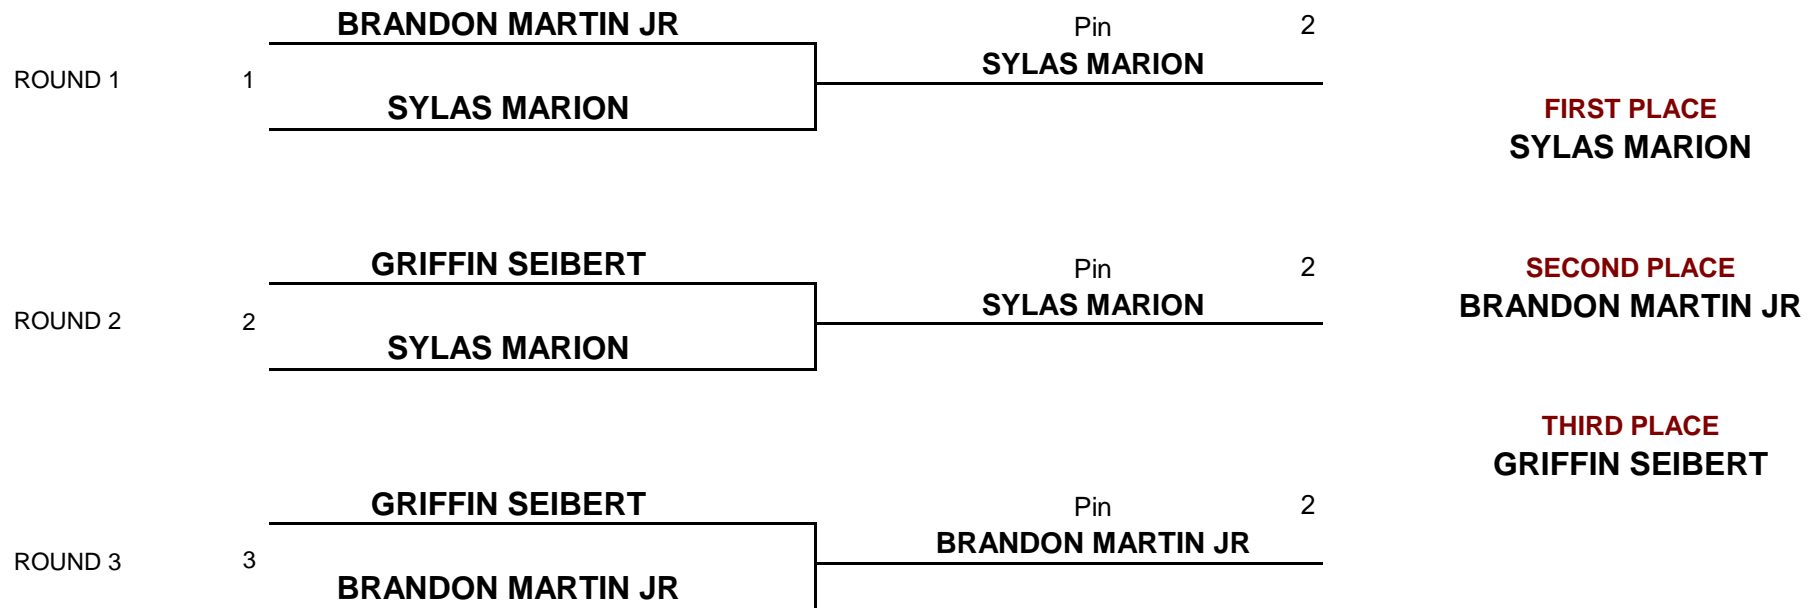 BRANDON MARTIN JR
Pin 2
SYLAS MARION
ROUND 1 1
SYLAS MARION
FIRST PLACE
SYLAS MARION
GRIFFIN SEIBERT
Pin 2
SYLAS MARION
SECOND PLACE
BRANDON MARTIN JR
ROUND 2 2
SYLAS MARION
THIRD PLACE
GRIFFIN SEIBERT
GRIFFIN SEIBERT
Pin 2
BRANDON MARTIN JR
ROUND 3 3
BRANDON MARTIN JR